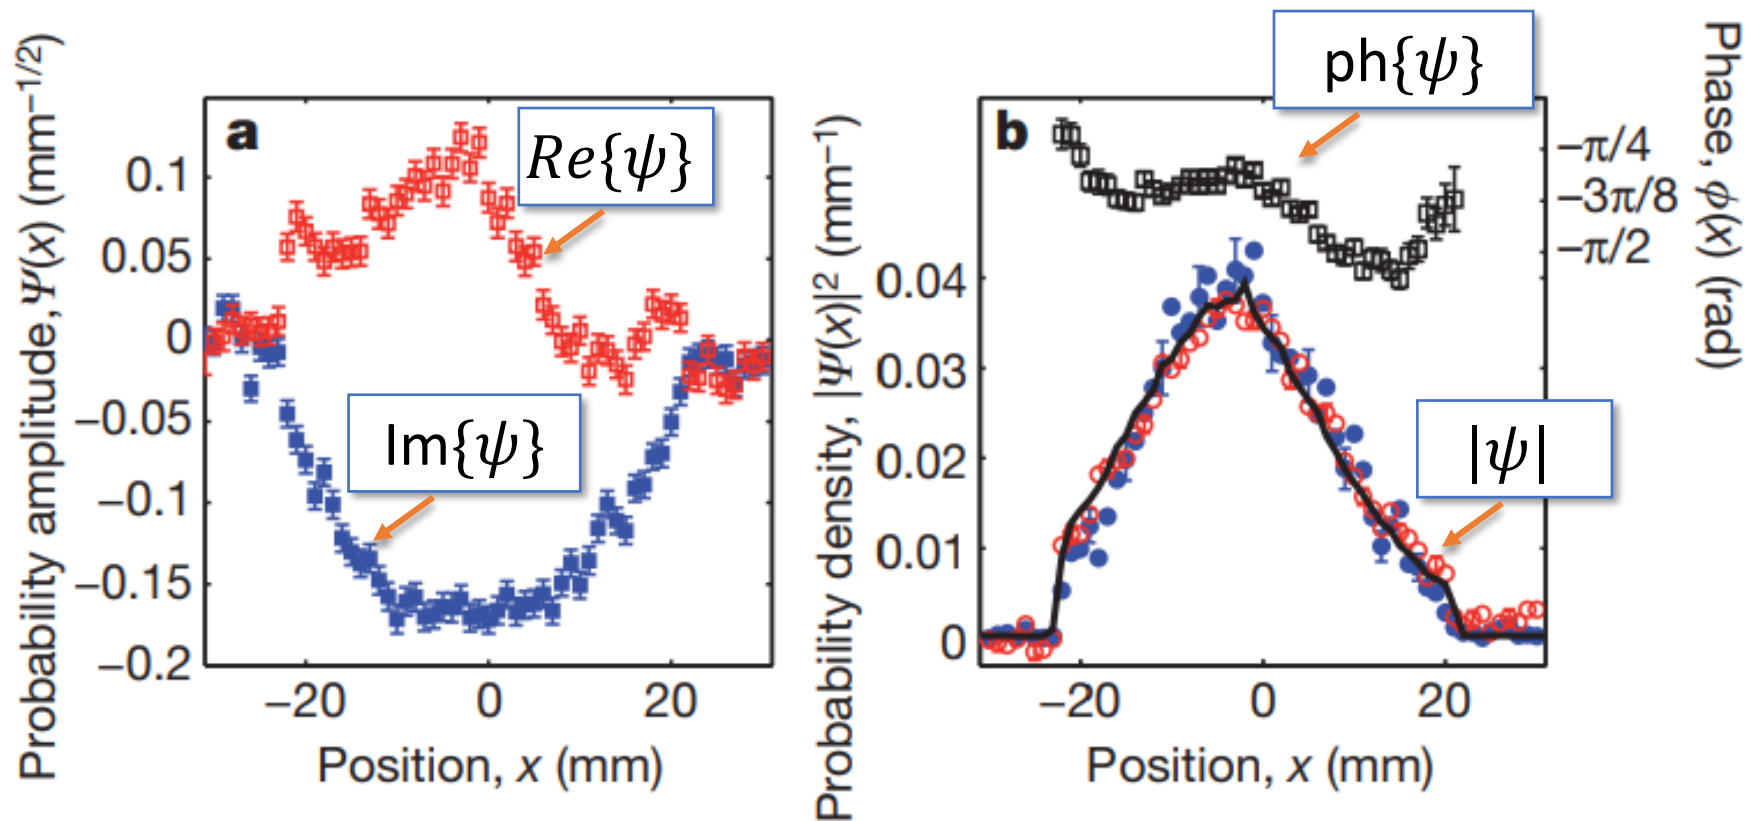 a
Re{ψ}
Im{ψ}
Probability amplitude, Ψ(x) (mm⁻¹/²)
0.1
0.05
0
−0.05
−0.1
−0.15
−0.2
−20 0 20
Position, x (mm)
b
ph{ψ}
|ψ|
Probability density, |Ψ(x)|² (mm⁻¹)
0.04
0.03
0.02
0.01
0
−20 0 20
Position, x (mm)
−π/4
−3π/8
−π/2
Phase, ϕ(x) (rad)